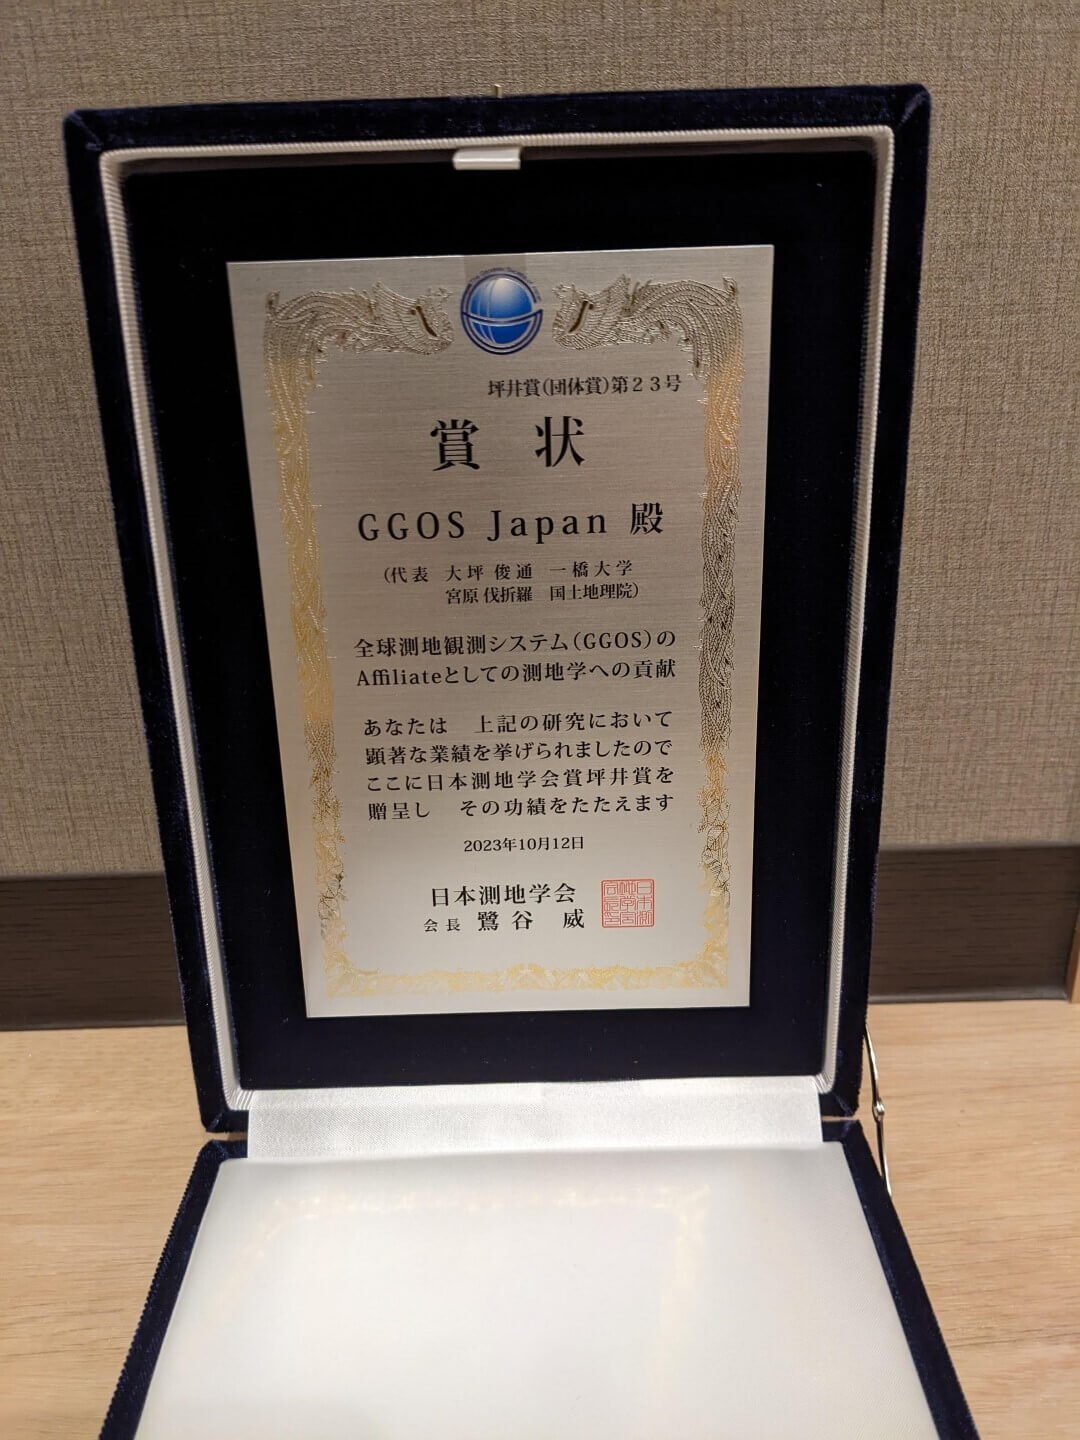 坪井賞(団体賞)第23号
賞 状
GGOS Japan 殿
(代表 大坪 俊通 一橋大学
宮原 伐折羅 国土地理院)
全球測地観測システム(GGOS)の
Affiliateとしての測地学への貢献
あなたは 上記の研究において
顕著な業績を挙げられましたので
ここに日本測地学会賞坪井賞を
贈呈し その功績をたたえます
2023年10月12日
日本測地学会
会長 鷺谷 威